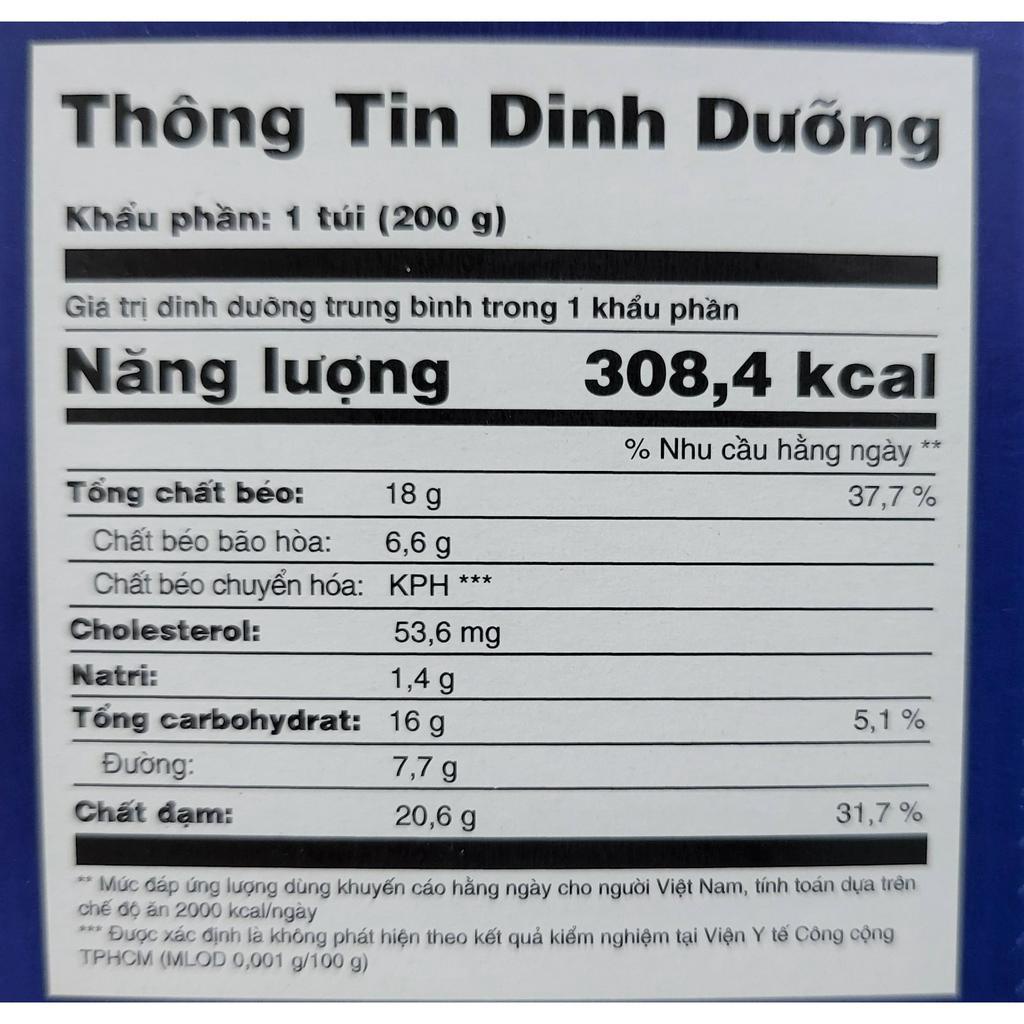 Thông Tin Dinh Dưỡng
Khẩu phần: 1 túi (200 g)
Giá trị dinh dưỡng trung bình trong 1 khẩu phần
Năng lượng 308,4 kcal
% Nhu cầu hằng ngày **
Tổng chất béo: 18 g 37,7 %
Chất béo bão hòa: 6,6 g
Chất béo chuyển hóa: KPH ***
Cholesterol: 53,6 mg
Natri: 1,4 g
Tổng carbohydrat: 16 g 5,1 %
Đường: 7,7 g
Chất đạm: 20,6 g 31,7 %
** Mức đáp ứng lượng dùng khuyến cáo hằng ngày cho người Việt Nam, tính toán dựa trên
chế độ ăn 2000 kcal/ngày
*** Được xác định là không phát hiện theo kết quả kiểm nghiệm tại Viện Y tế Công cộng
TPHCM (MLOD 0,001 g/100 g)